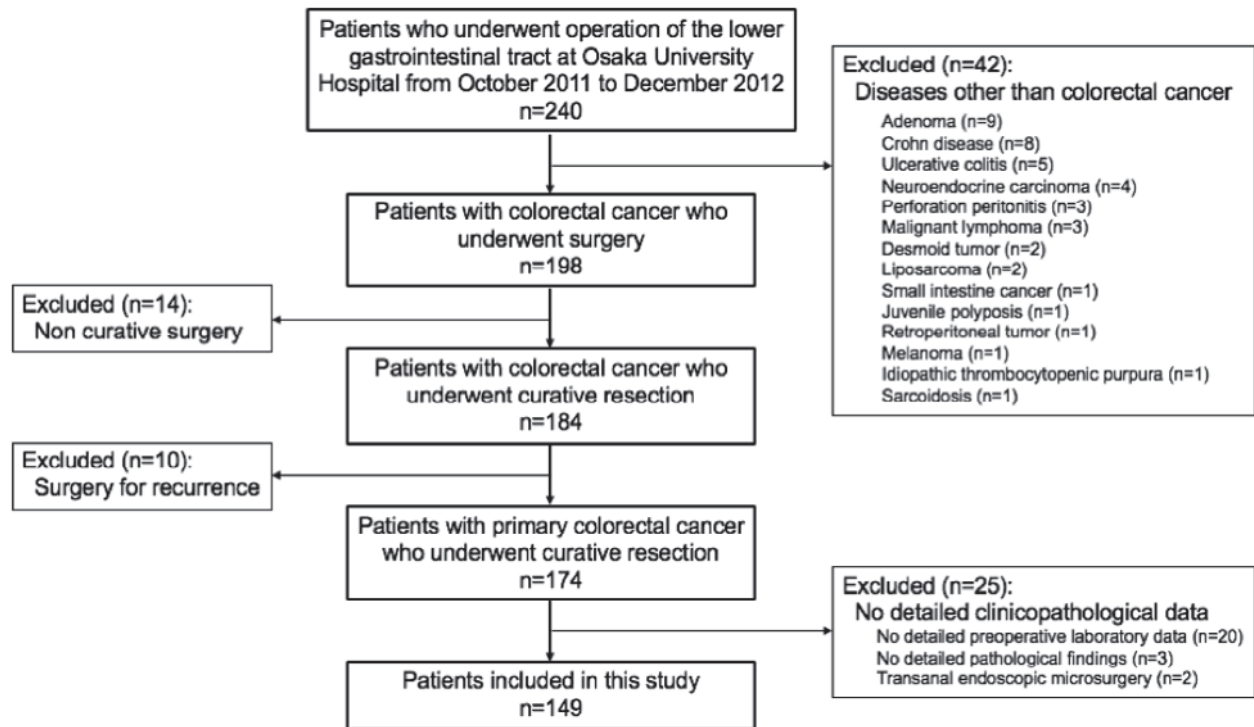 Patients who underwent operation of the lower
gastrointestinal tract at Osaka University
Hospital from October 2011 to December 2012
n=240
Excluded (n=42):
Diseases other than colorectal cancer
Adenoma (n=9)
Crohn disease (n=8)
Ulcerative colitis (n=5)
Neuroendocrine carcinoma (n=4)
Perforation peritonitis (n=3)
Malignant lymphoma (n=3)
Desmoid tumor (n=2)
Liposarcoma (n=2)
Small intestine cancer (n=1)
Juvenile polyposis (n=1)
Retroperitoneal tumor (n=1)
Melanoma (n=1)
Idiopathic thrombocytopenic purpura (n=1)
Sarcoidosis (n=1)
Patients with colorectal cancer who
underwent surgery
n=198
Excluded (n=14):
Non curative surgery
Patients with colorectal cancer who
underwent curative resection
n=184
Excluded (n=10):
Surgery for recurrence
Patients with primary colorectal cancer
who underwent curative resection
n=174
Excluded (n=25):
No detailed clinicopathological data
No detailed preoperative laboratory data (n=20)
No detailed pathological findings (n=3)
Transanal endoscopic microsurgery (n=2)
Patients included in this study
n=149